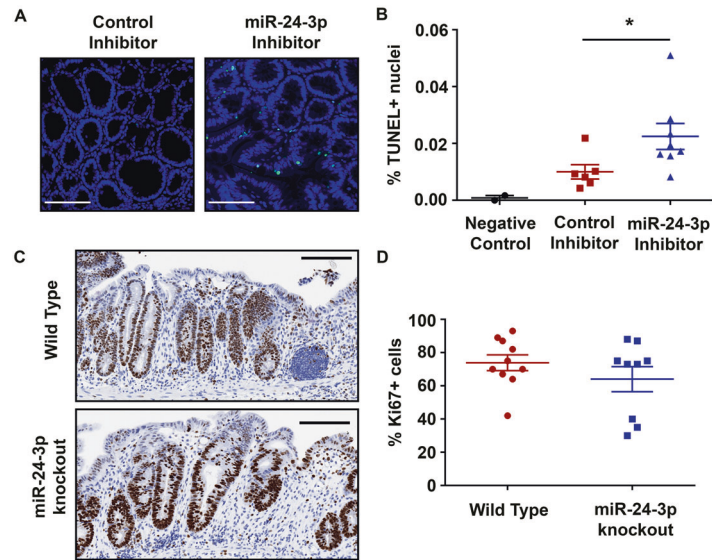 A
Control
Inhibitor
miR-24-3p
Inhibitor
B
% TUNEL+ nuclei
0.06
0.04
0.02
0.00
*
Negative
Control
Control
Inhibitor
miR-24-3p
Inhibitor
C
Wild Type
miR-24-3p
knockout
D
% Ki67+ cells
100
80
60
40
20
0
Wild Type
miR-24-3p
knockout